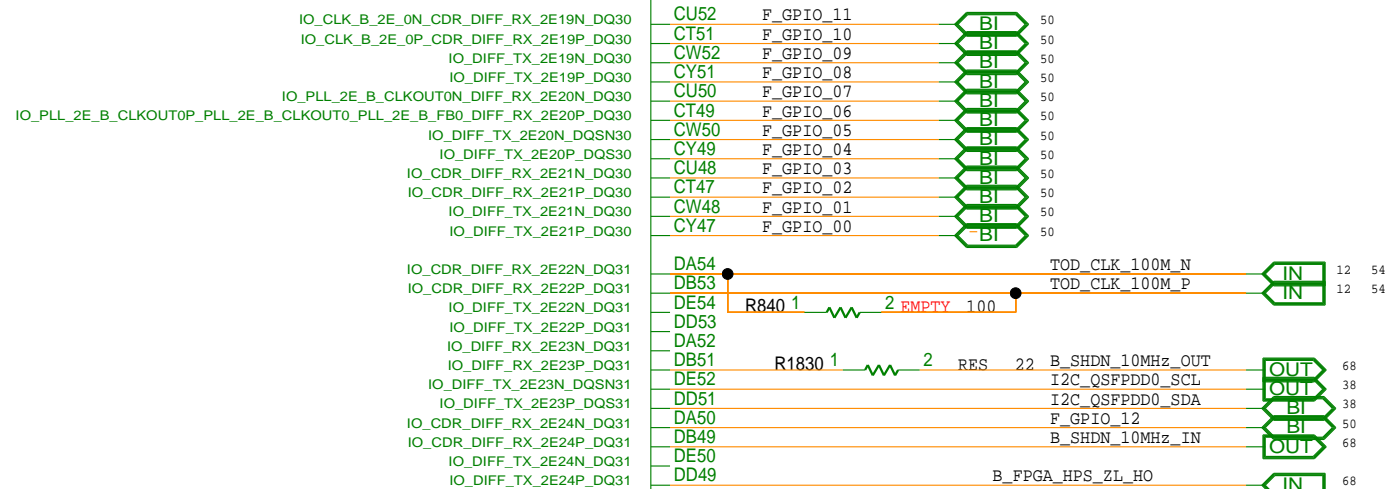 IO_CLK_B_2E_0N_CDR_DIFF_RX_2E19N_DQ30 CU52 F_GPIO_11 BI 50
IO_CLK_B_2E_0P_CDR_DIFF_RX_2E19P_DQ30 CT51 F_GPIO_10 BI 50
IO_DIFF_TX_2E19N_DQ30 CW52 F_GPIO_09 BI 50
IO_DIFF_TX_2E19P_DQ30 CY51 F_GPIO_08 BI 50
IO_PLL_2E_B_CLKOUT0N_DIFF_RX_2E20N_DQ30 CU50 F_GPIO_07 BI 50
IO_PLL_2E_B_CLKOUT0P_PLL_2E_B_CLKOUT0_PLL_2E_B_FB0_DIFF_RX_2E20P_DQ30 CT49 F_GPIO_06 BI 50
IO_DIFF_TX_2E20N_DQSN30 CW50 F_GPIO_05 BI 50
IO_DIFF_TX_2E20P_DQS30 CY49 F_GPIO_04 BI 50
IO_CDR_DIFF_RX_2E21N_DQ30 CU48 F_GPIO_03 BI 50
IO_CDR_DIFF_RX_2E21P_DQ30 CT47 F_GPIO_02 BI 50
IO_DIFF_TX_2E21N_DQ30 CW48 F_GPIO_01 BI 50
IO_DIFF_TX_2E21P_DQ30 CY47 F_GPIO_00 BI 50
IO_CDR_DIFF_RX_2E22N_DQ31 DA54 TOD_CLK_100M_N IN 12 54
IO_CDR_DIFF_RX_2E22P_DQ31 DB53 TOD_CLK_100M_P IN 12 54
IO_DIFF_TX_2E22N_DQ31 DE54 R840 1 2 EMPTY 100
IO_DIFF_TX_2E22P_DQ31 DD53
IO_CDR_DIFF_RX_2E23N_DQ31 DA52
IO_CDR_DIFF_RX_2E23P_DQ31 DB51 R1830 1 2 RES 22 B_SHDN_10MHz_OUT OUT 68
IO_DIFF_TX_2E23N_DQSN31 DE52 I2C_QSFPDD0_SCL OUT 38
IO_DIFF_TX_2E23P_DQS31 DD51 I2C_QSFPDD0_SDA BI 38
IO_CDR_DIFF_RX_2E24N_DQ31 DA50 F_GPIO_12 BI 50
IO_CDR_DIFF_RX_2E24P_DQ31 DB49 B_SHDN_10MHz_IN OUT 68
IO_DIFF_TX_2E24N_DQ31 DE50
IO_DIFF_TX_2E24P_DQ31 DD49 B_FPGA_HPS_ZL_HO IN 68